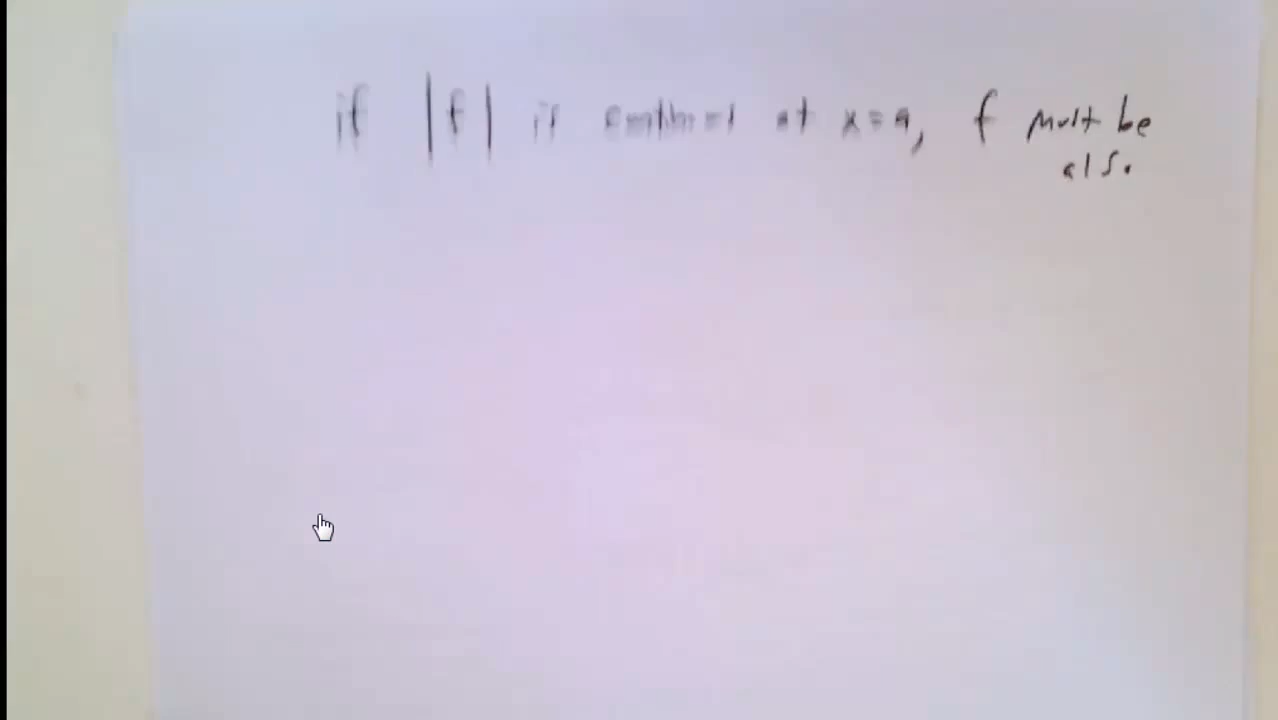 if |f| is continuous at x=a, f must be
also.